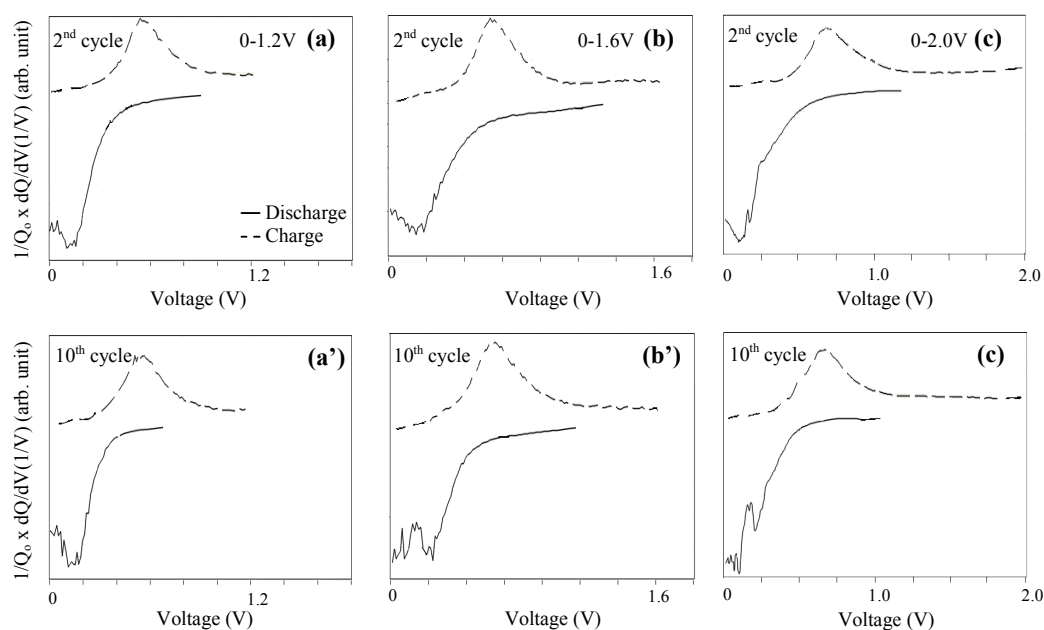 1/Qo x dQ/dV(1/V) (arb. unit)
2nd cycle 0-1.2V (a)
Discharge
Charge
0 1.2
Voltage (V)
2nd cycle 0-1.6V (b)
0 1.6
Voltage (V)
2nd cycle 0-2.0V (c)
0 1.0 2.0
Voltage (V)
1/Qo x dQ/dV(1/V) (arb. unit)
10th cycle (a’)
0 1.2
Voltage (V)
10th cycle (b’)
0 1.6
Voltage (V)
10th cycle (c)
0 1.0 2.0
Voltage (V)